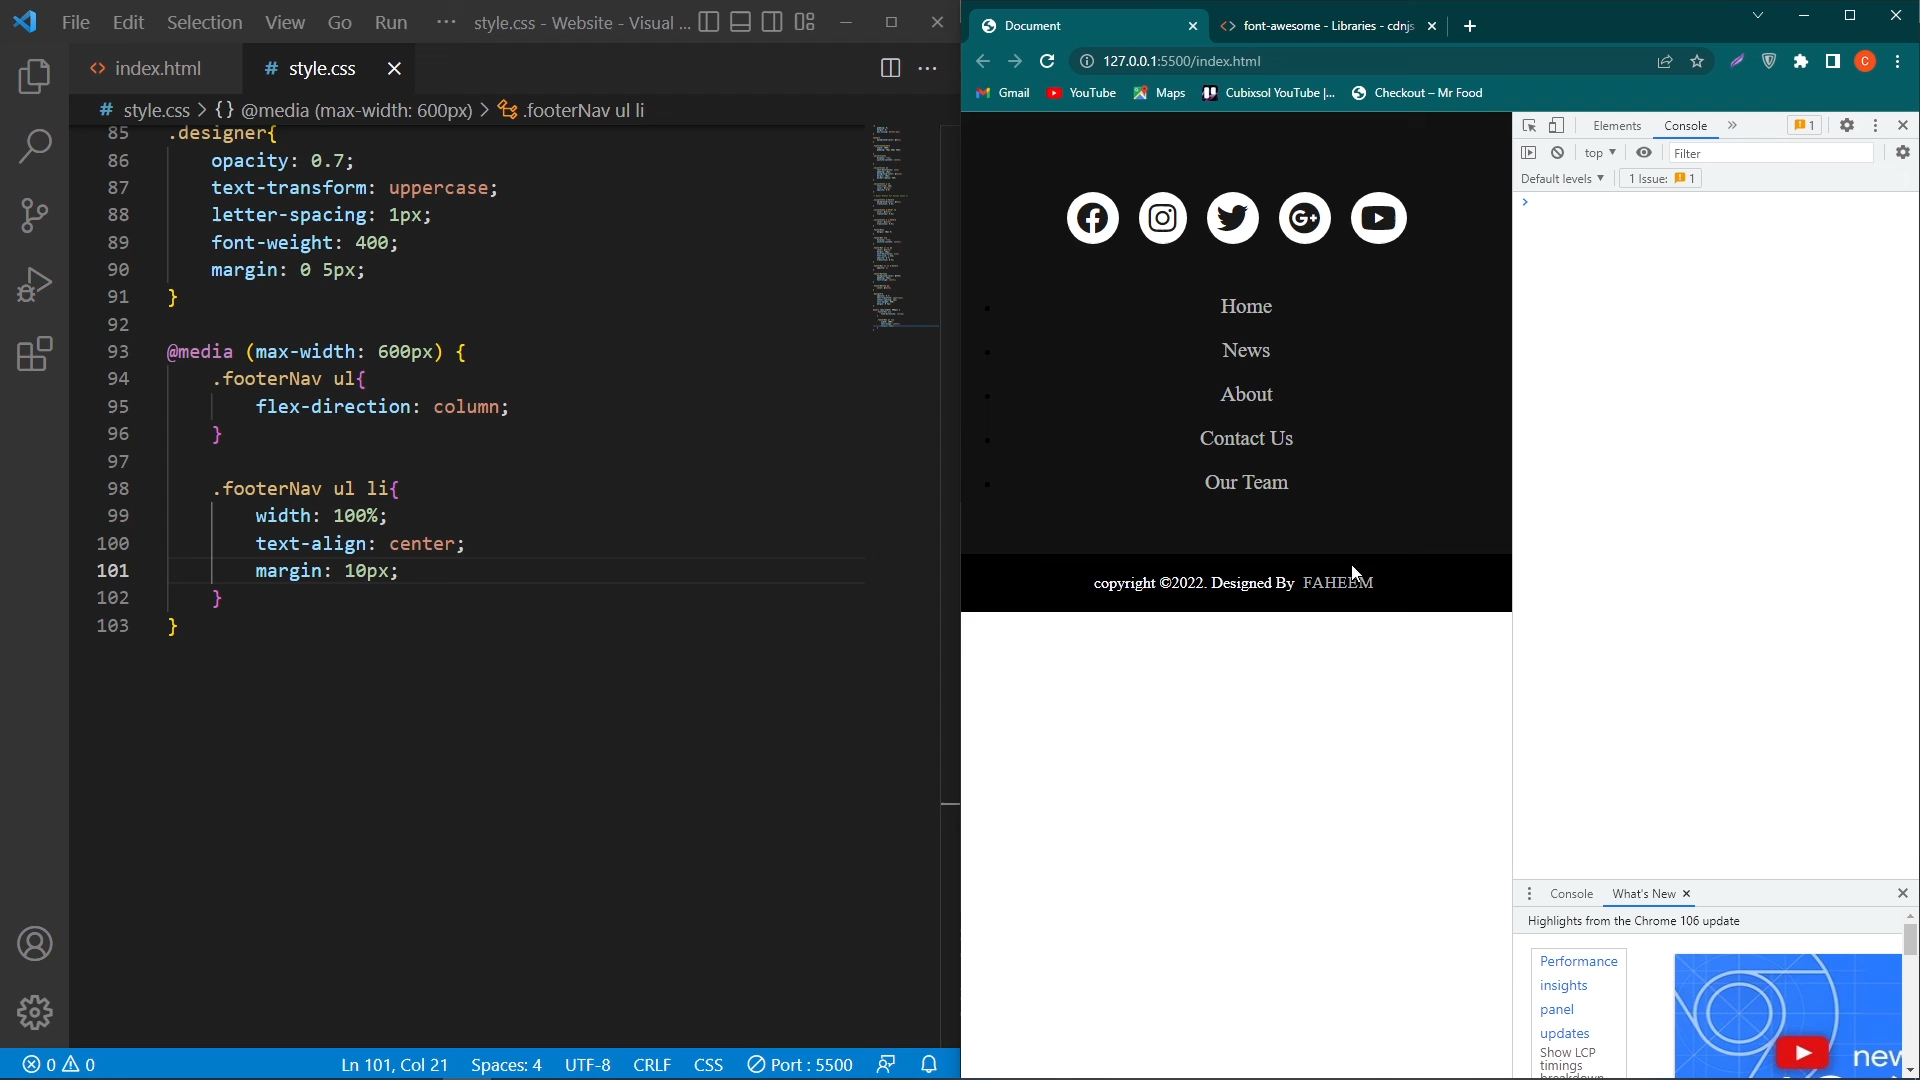 File Edit Selection View Go Run ··· style.css - Website - Visual ...
index.html # style.css
# style.css > {} @media (max-width: 600px) > .footerNav ul li
85 .designer{
86 opacity: 0.7;
87 text-transform: uppercase;
88 letter-spacing: 1px;
89 font-weight: 400;
90 margin: 0 5px;
91 }
92
93 @media (max-width: 600px) {
94 .footerNav ul{
95 flex-direction: column;
96 }
97
98 .footerNav ul li{
99 width: 100%;
100 text-align: center;
101 margin: 10px;
102 }
103 }
0 0 Ln 101, Col 21 Spaces: 4 UTF-8 CRLF CSS Port : 5500
Document font-awesome - Libraries - cdnjs
127.0.0.1:5500/index.html C
Gmail YouTube Maps Cubixsol YouTube |... Checkout – Mr Food
Home
News
About
Contact Us
Our Team
copyright ©2022. Designed By FAHEEM
Elements Console 1
top Filter
Default levels 1 Issue: 1
Console What's New
Highlights from the Chrome 106 update
Performance
insights
panel
updates
Show LCP
timings
breakdown
new